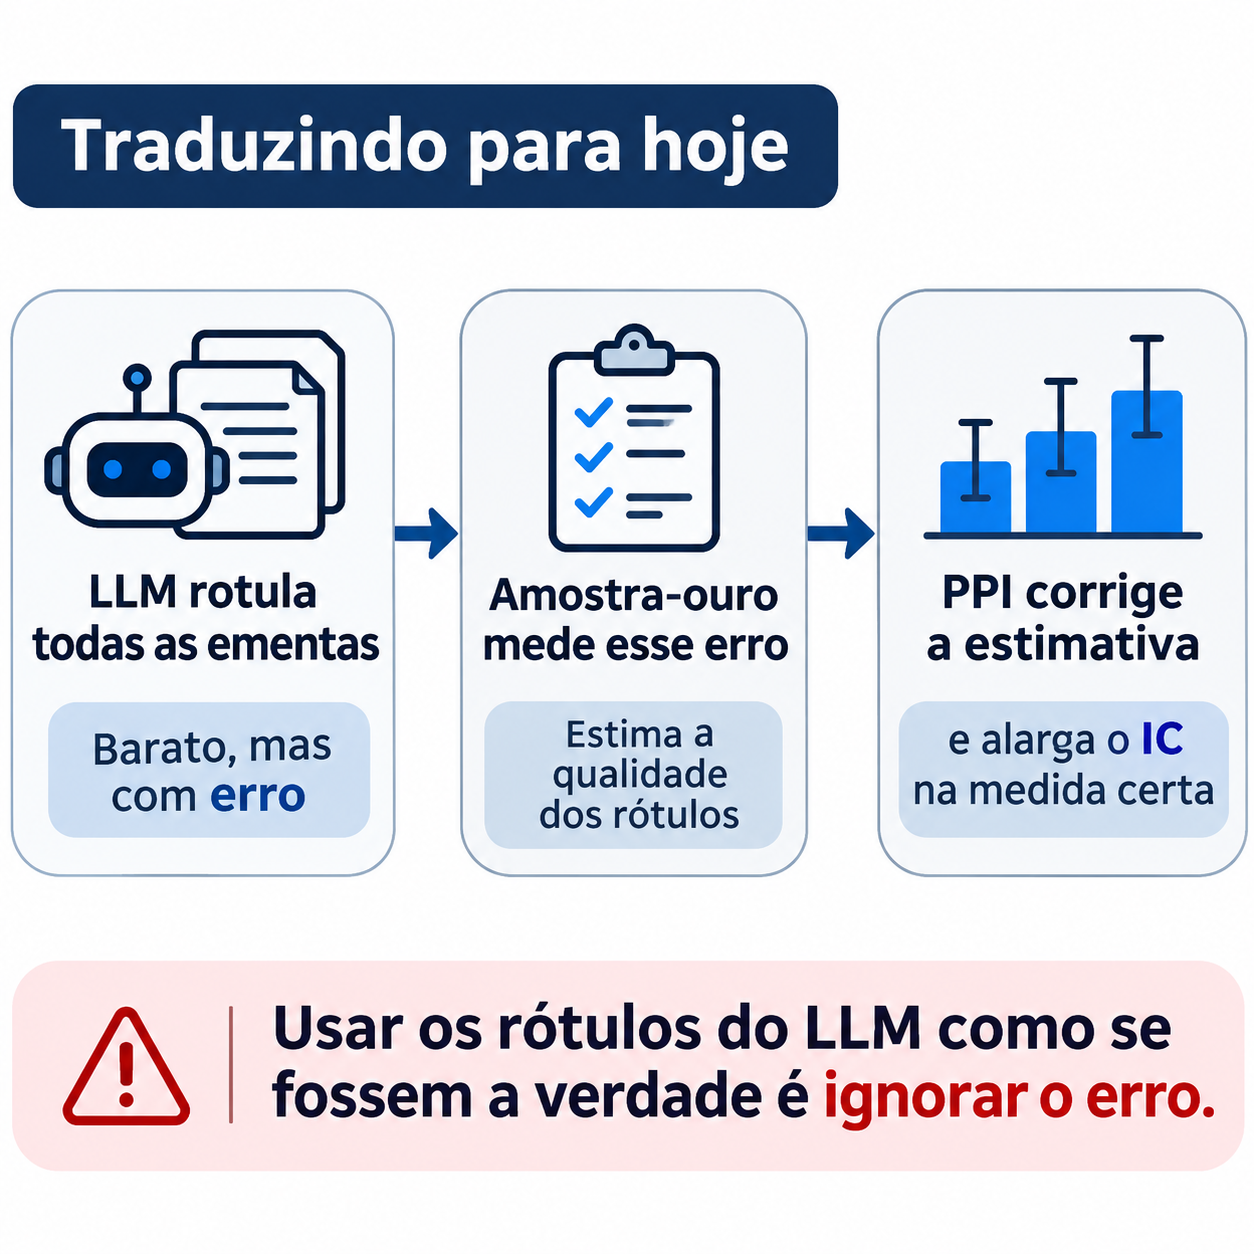 Traduzindo para hoje
LLM rotula
todas as ementas
Barato, mas
com erro
Amostra-ouro
mede esse erro
Estima a
qualidade
dos rótulos
PPI corrige
a estimativa
e alarga o IC
na medida certa
Usar os rótulos do LLM como se
fossem a verdade é ignorar o erro.